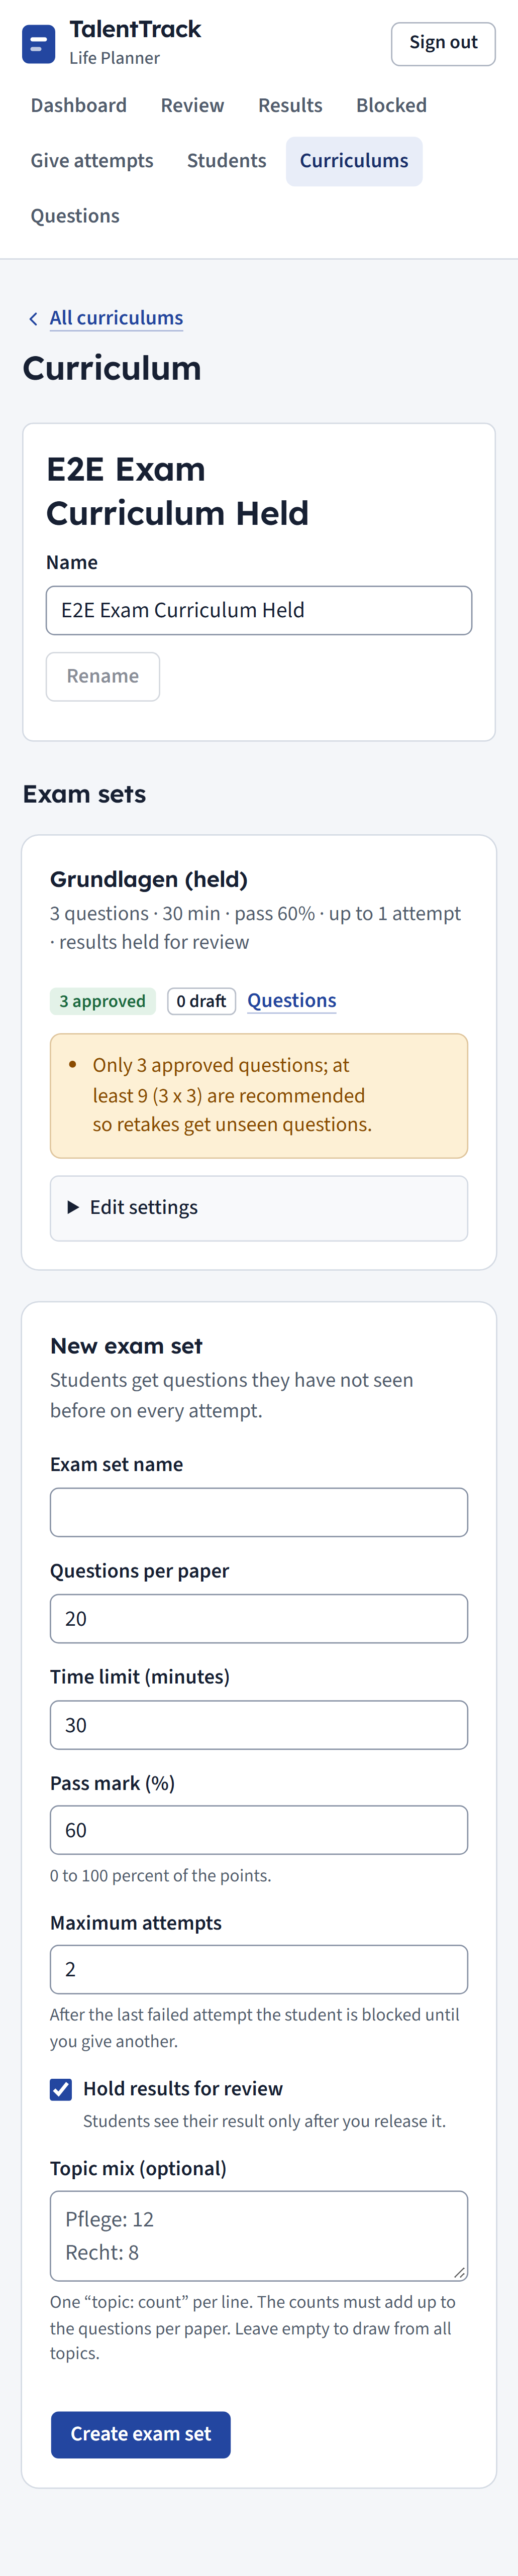 TalentTrack
Life Planner
Sign out
Dashboard
Review
Results
Blocked
Give attempts
Students
Curriculums
Questions
All curriculums
Curriculum
E2E Exam
Curriculum Held
Name
E2E Exam Curriculum Held
Rename
Exam sets
Grundlagen (held)
3 questions · 30 min · pass 60% · up to 1 attempt
· results held for review
3 approved
0 draft
Questions
• Only 3 approved questions; at
least 9 (3 x 3) are recommended
so retakes get unseen questions.
Edit settings
New exam set
Students get questions they have not seen
before on every attempt.
Exam set name
Questions per paper
20
Time limit (minutes)
30
Pass mark (%)
60
0 to 100 percent of the points.
Maximum attempts
2
After the last failed attempt the student is blocked until
you give another.
Hold results for review
Students see their result only after you release it.
Topic mix (optional)
Pflege: 12
Recht: 8
One “topic: count” per line. The counts must add up to
the questions per paper. Leave empty to draw from all
topics.
Create exam set